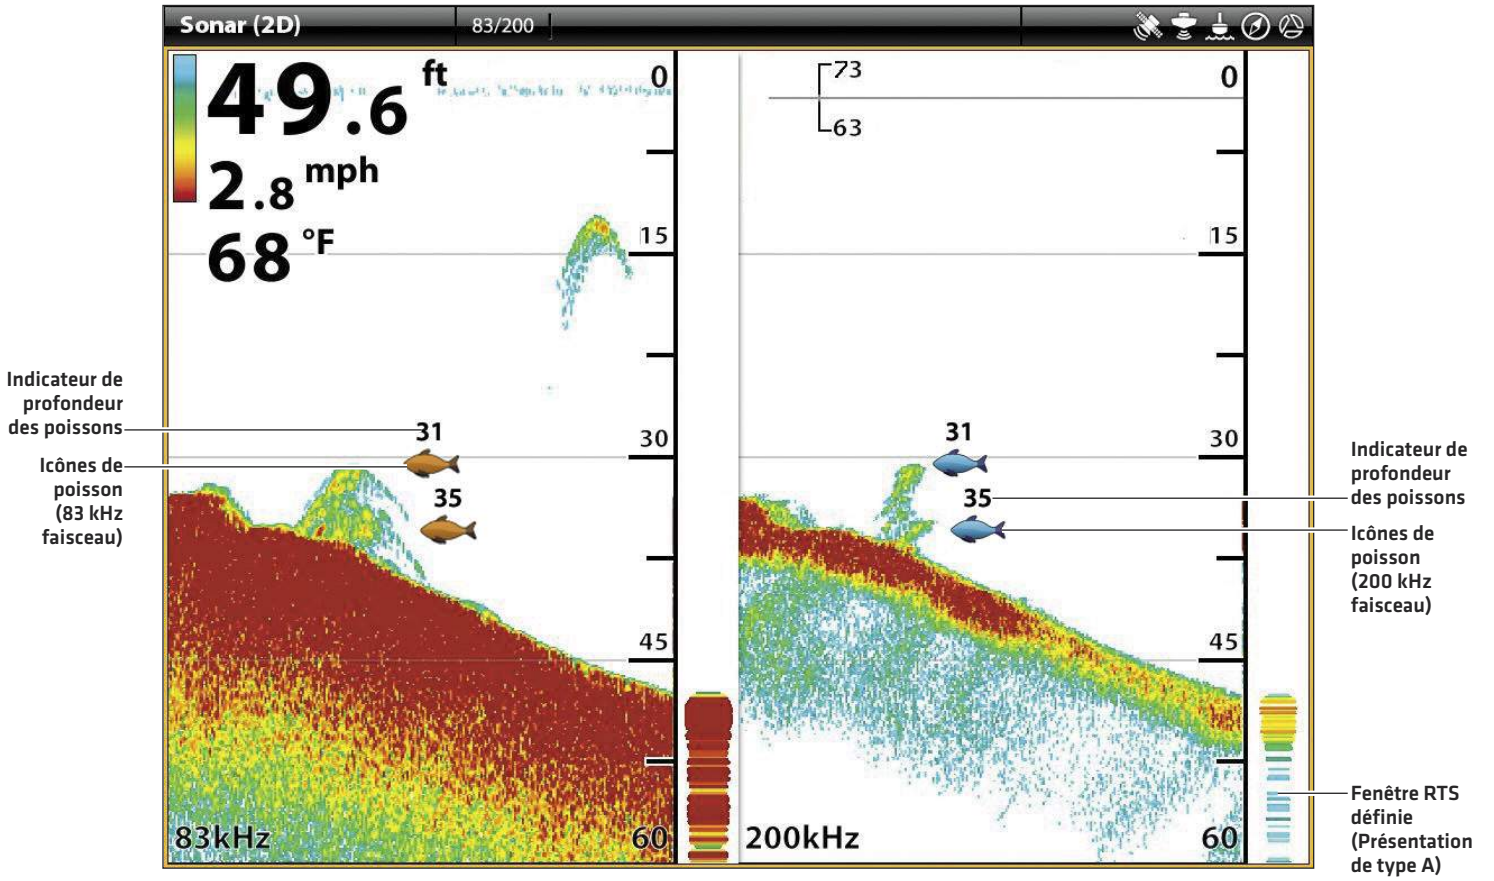 Sonar (2D)
83/200
49.6 ft
2.8 mph
68 °F
0
15
30
45
60
31
35
83kHz
73
63
0
15
30
45
60
31
35
200kHz
Indicateur de
profondeur
des poissons
Icônes de
poisson
(83 kHz
faisceau)
Indicateur de
profondeur
des poissons
Icônes de
poisson
(200 kHz
faisceau)
Fenêtre RTS
définie
(Présentation
de type A)